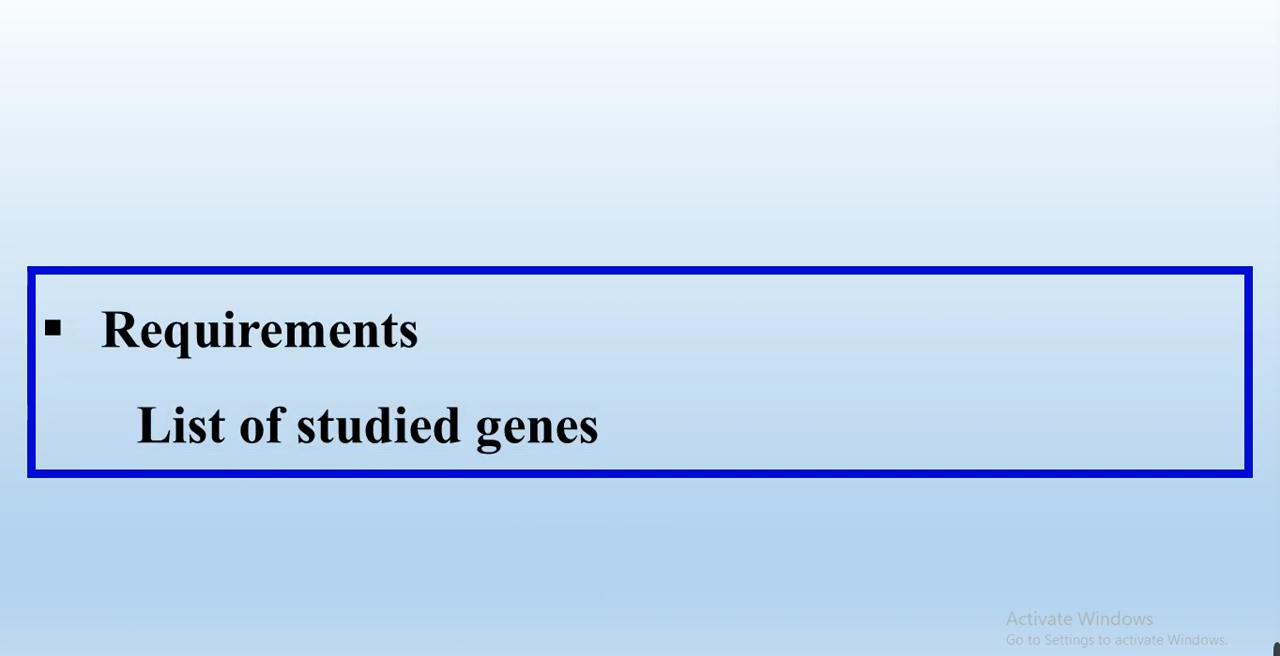 ▪ Requirements
List of studied genes
Activate Windows
Go to Settings to activate Windows.